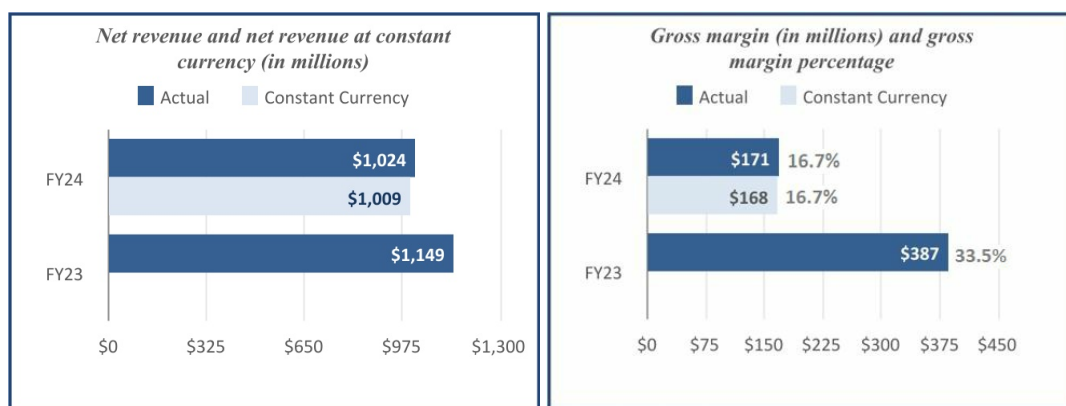 Net revenue and net revenue at constant
currency (in millions)
Actual
Constant Currency
FY24
$1,024
$1,009
FY23
$1,149
$0
$325
$650
$975
$1,300
Gross margin (in millions) and gross
margin percentage
Actual
Constant Currency
FY24
$171 16.7%
$168 16.7%
FY23
$387 33.5%
$0
$75
$150
$225
$300
$375
$450